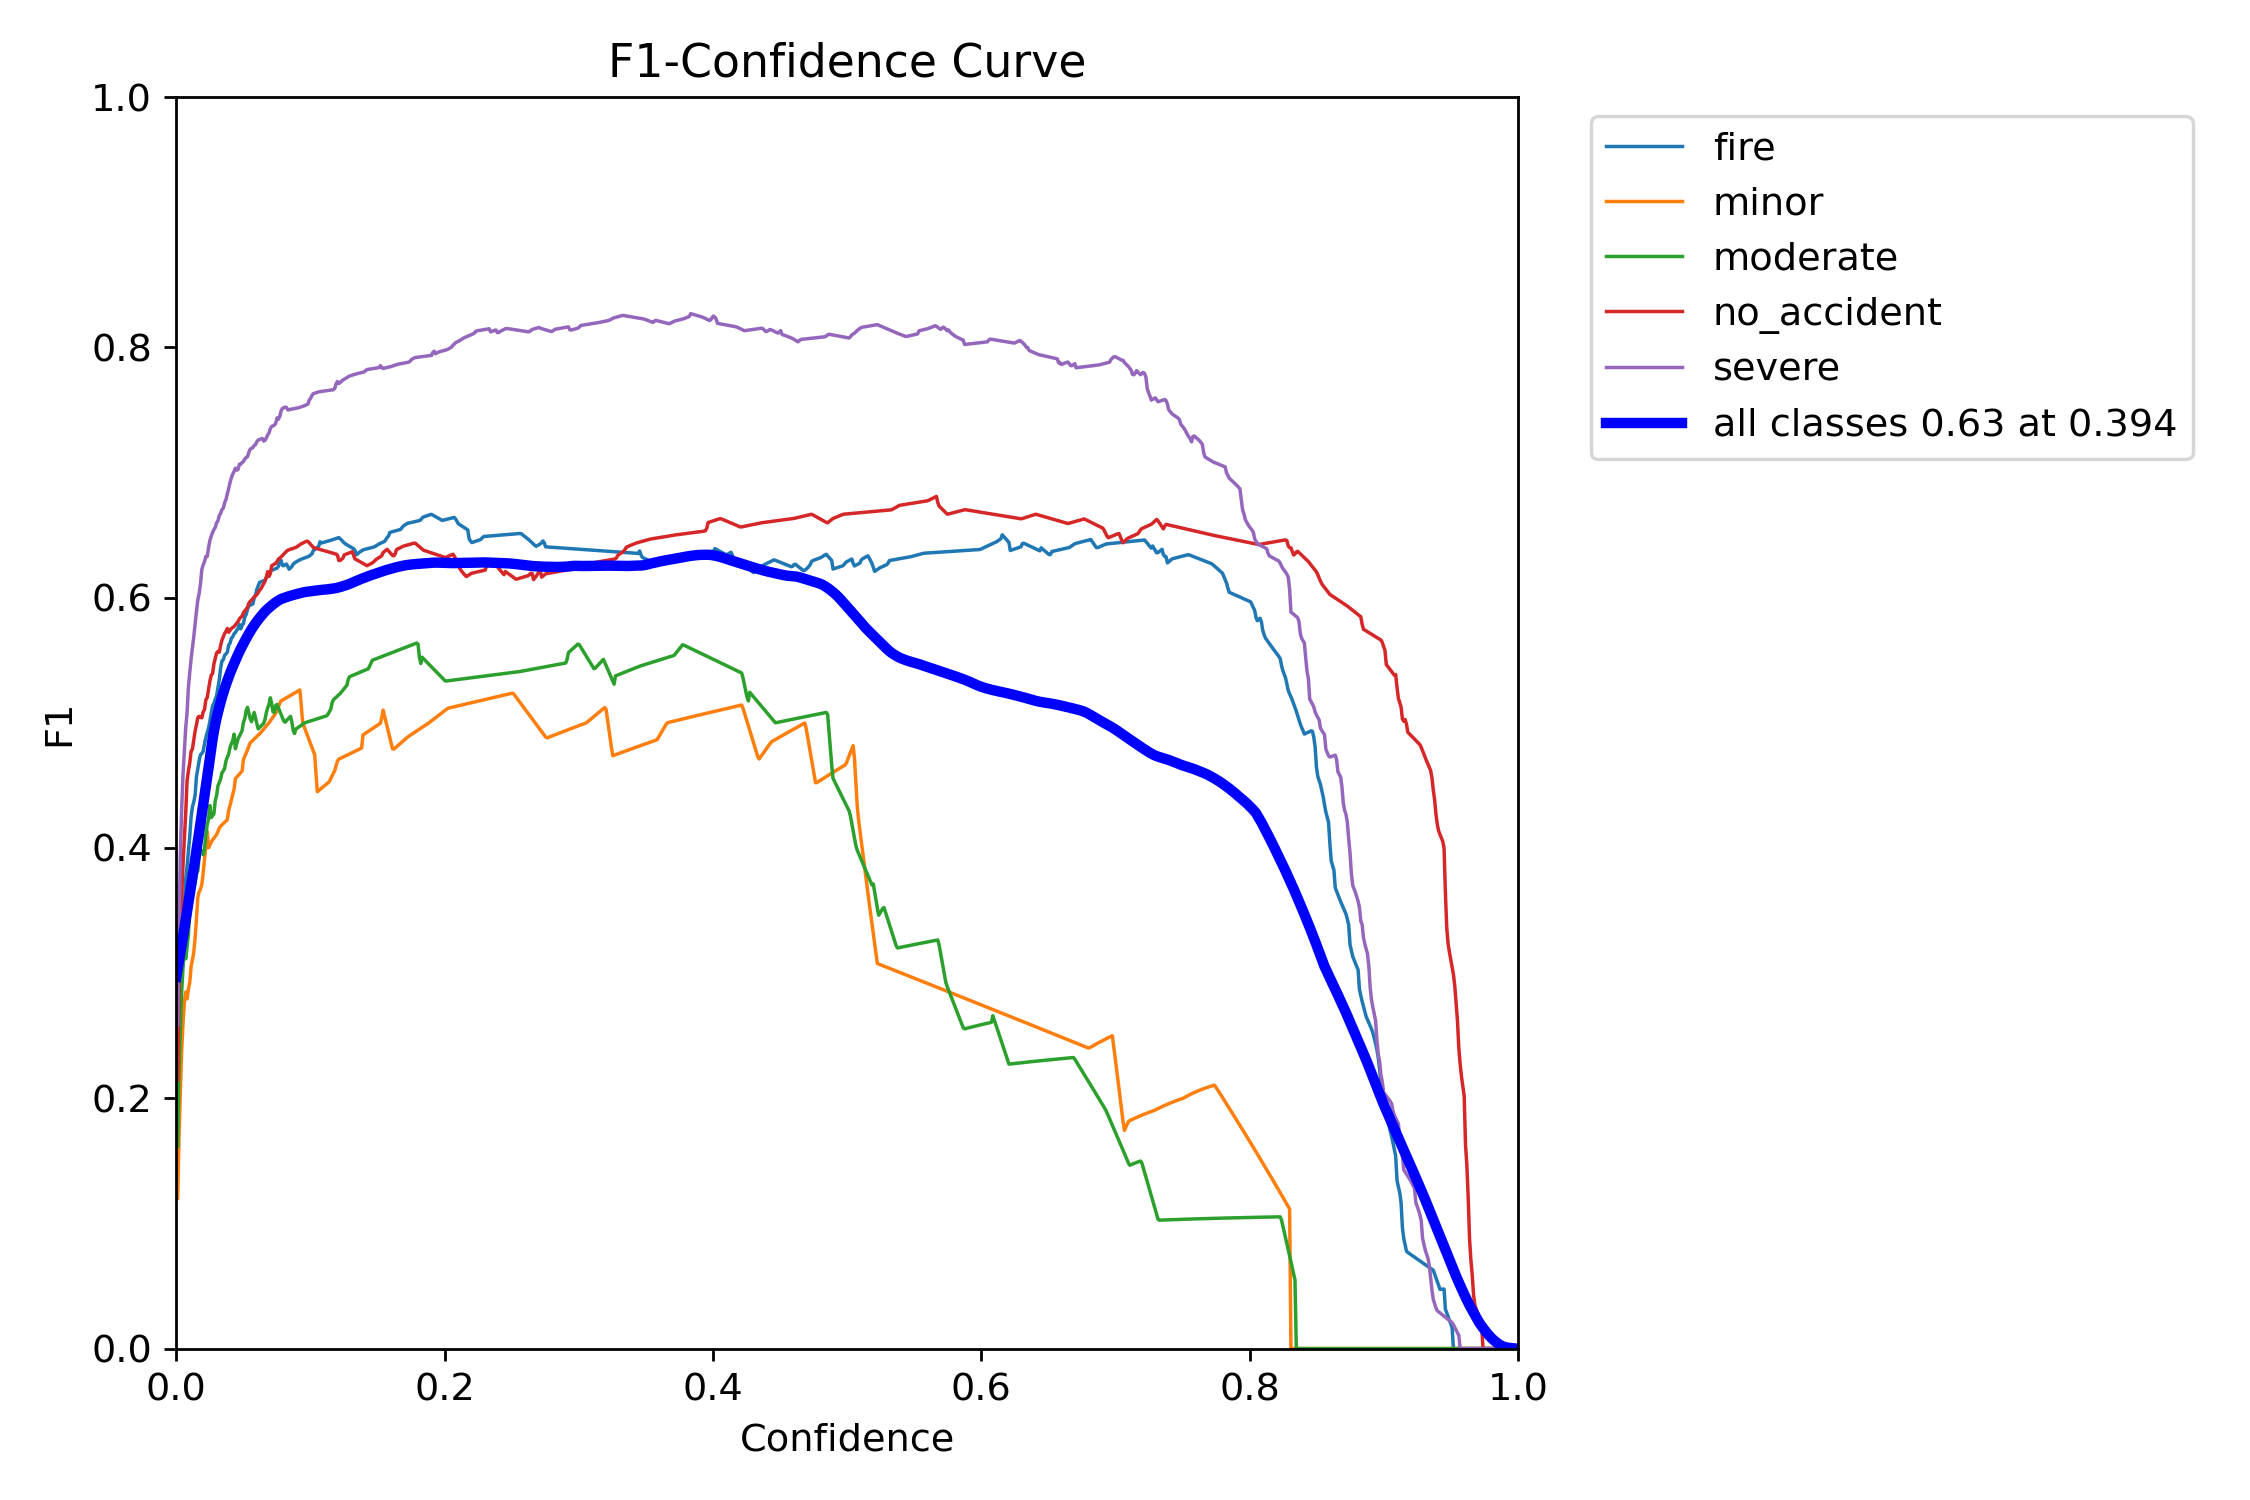 F1-Confidence Curve
1.0
0.8
0.6
0.4
0.2
0.0
F1
0.0 0.2 0.4 0.6 0.8 1.0
Confidence
fire
minor
moderate
no_accident
severe
all classes 0.63 at 0.394